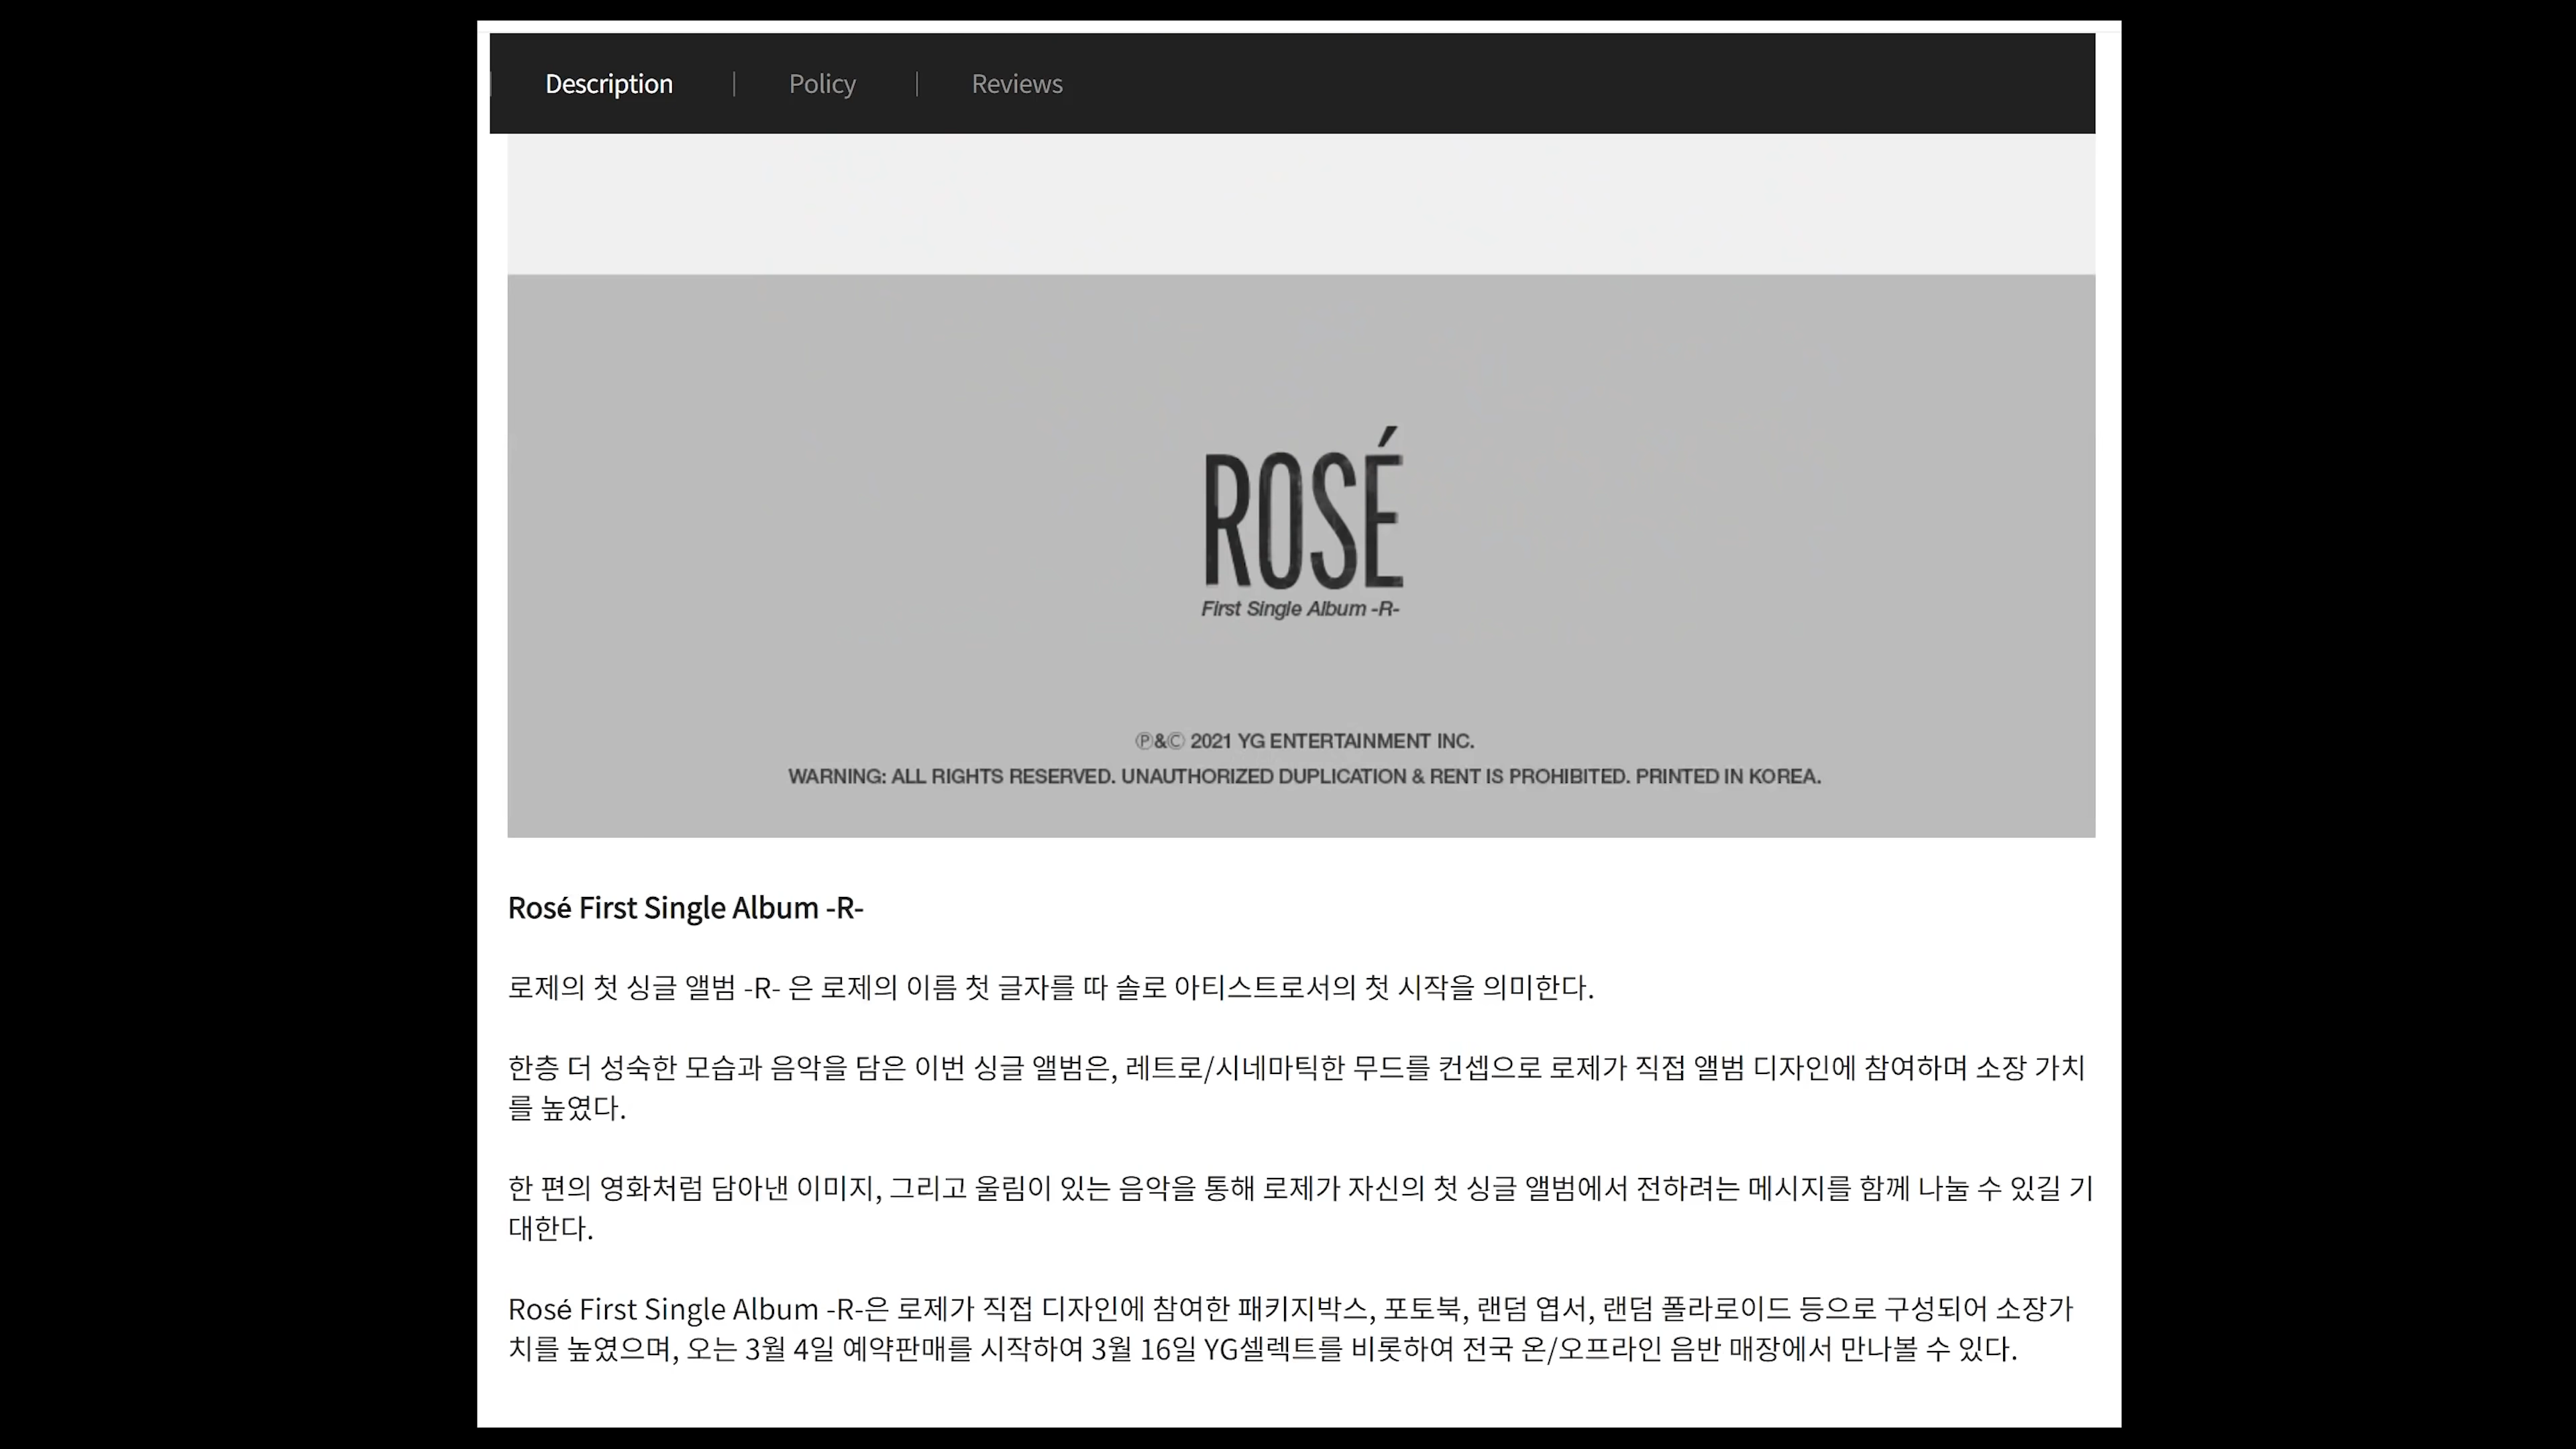 Description | Policy | Reviews
ROSÉ
First Single Album -R-
Ⓟ&Ⓒ 2021 YG ENTERTAINMENT INC.
WARNING: ALL RIGHTS RESERVED. UNAUTHORIZED DUPLICATION & RENT IS PROHIBITED. PRINTED IN KOREA.
Rosé First Single Album -R-
로제의 첫 싱글 앨범 -R- 은 로제의 이름 첫 글자를 따 솔로 아티스트로서의 첫 시작을 의미한다.
한층 더 성숙한 모습과 음악을 담은 이번 싱글 앨범은, 레트로/시네마틱한 무드를 컨셉으로 로제가 직접 앨범 디자인에 참여하며 소장 가치
를 높였다.
한 편의 영화처럼 담아낸 이미지, 그리고 울림이 있는 음악을 통해 로제가 자신의 첫 싱글 앨범에서 전하려는 메시지를 함께 나눌 수 있길 기
대한다.
Rosé First Single Album -R-은 로제가 직접 디자인에 참여한 패키지박스, 포토북, 랜덤 엽서, 랜덤 폴라로이드 등으로 구성되어 소장가
치를 높였으며, 오는 3월 4일 예약판매를 시작하여 3월 16일 YG셀렉트를 비롯하여 전국 온/오프라인 음반 매장에서 만나볼 수 있다.